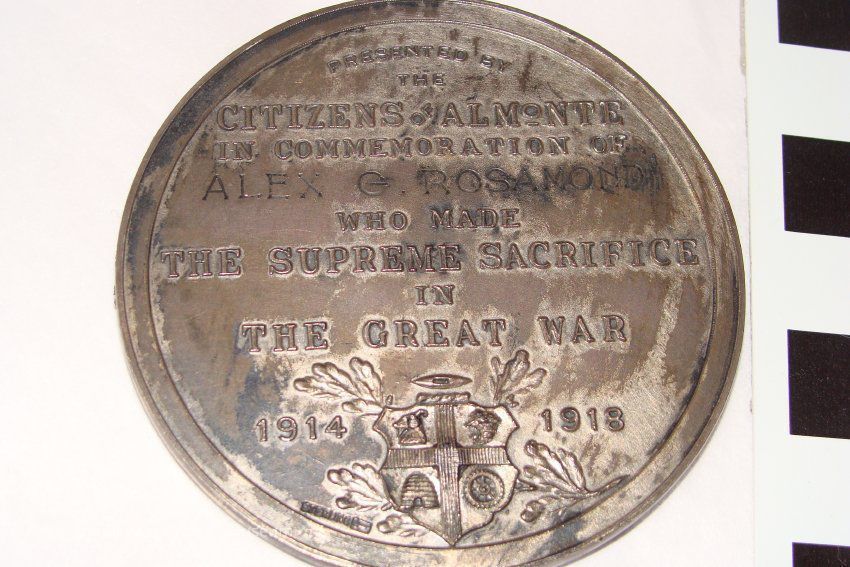 PRESENTED BY
THE
CITIZENS OF ALMONTE
IN COMMEMORATION OF
ALEX G. ROSAMOND
WHO MADE
THE SUPREME SACRIFICE
IN
THE GREAT WAR
1914 1918